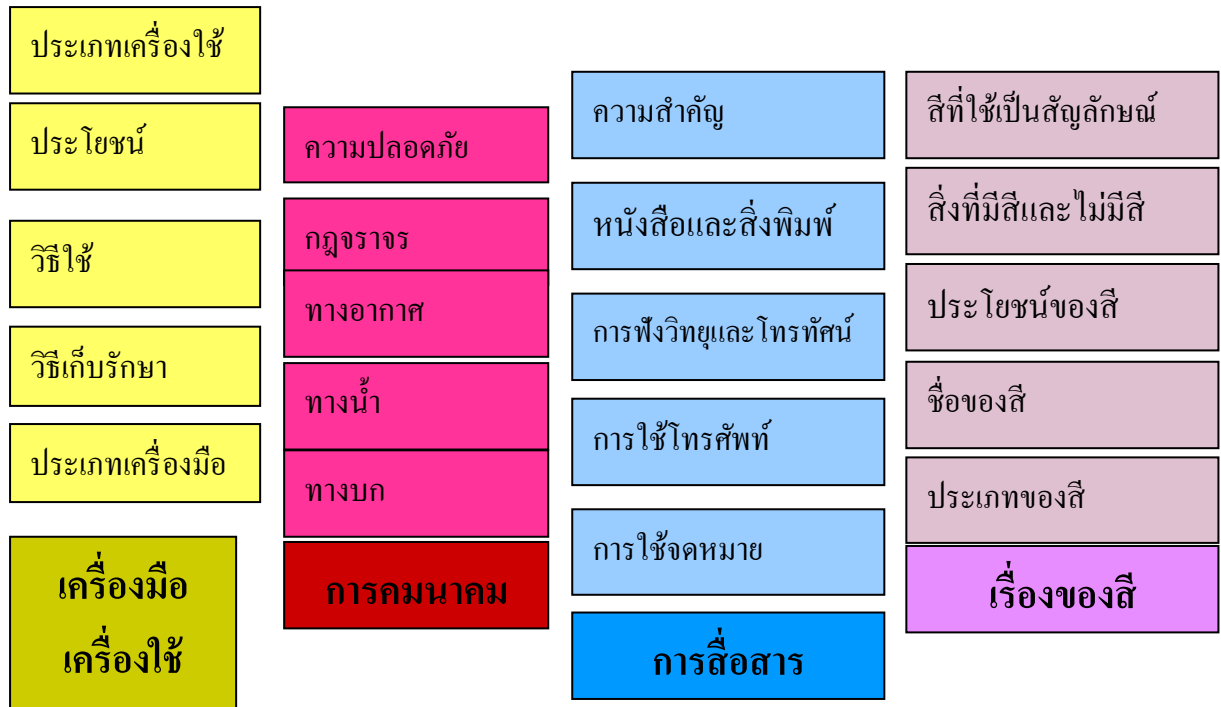 ประเภทเครื่องใช้
ประโยชน์
วิธีใช้
วิธีเก็บรักษา
ประเภทเครื่องมือ
เครื่องมือ
เครื่องใช้
ความปลอดภัย
กฎจราจร
ทางอากาศ
ทางน้ำ
ทางบก
การคมนาคม
ความสำคัญ
หนังสือและสิ่งพิมพ์
การฟังวิทยุและโทรทัศน์
การใช้โทรศัพท์
การใช้จดหมาย
การสื่อสาร
สีที่ใช้เป็นสัญลักษณ์
สิ่งที่มีสีและไม่มีสี
ประโยชน์ของสี
ชื่อของสี
ประเภทของสี
เรื่องของสี